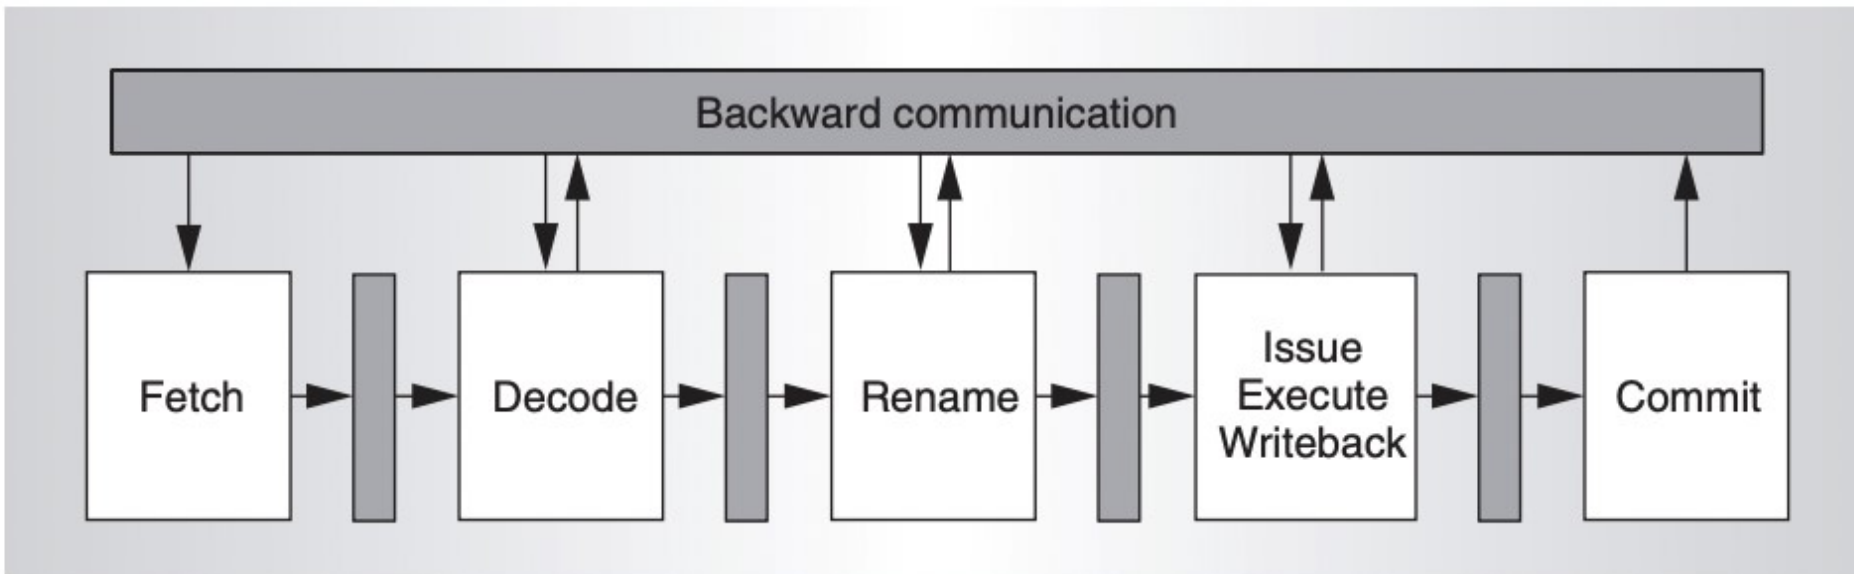 Backward communication
Fetch
Decode
Rename
Issue
Execute
Writeback
Commit